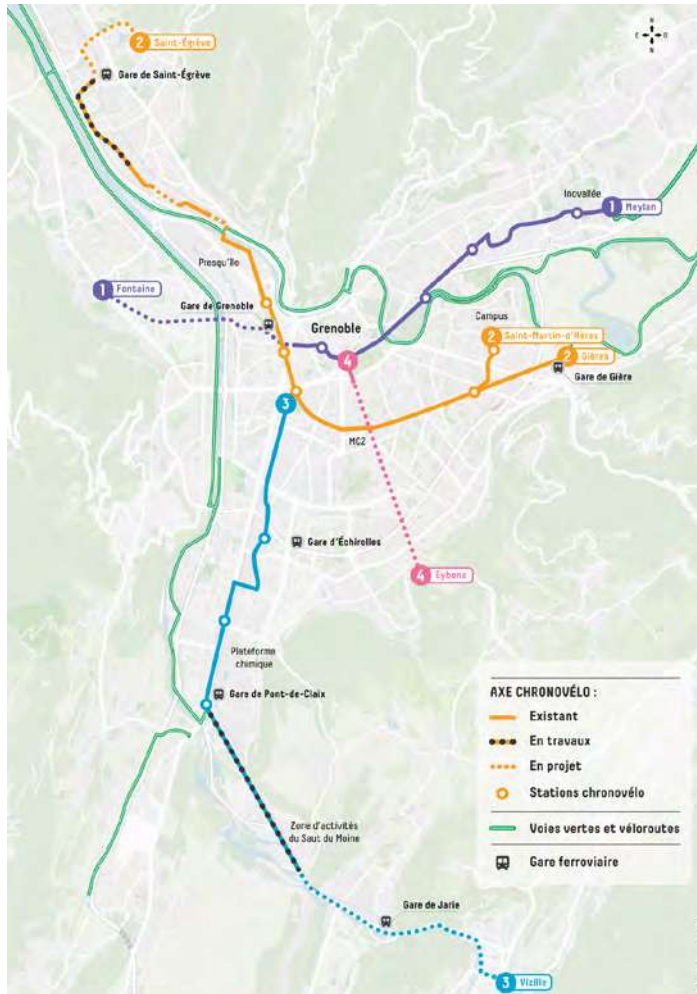 2 Saint-Égrève
Gare de Saint-Égrève
N
E
O
N
Inovallée
1 Meylan
Presqu'île
1 Fontaine
Gare de Grenoble
Grenoble
Campus
2 Saint-Martin-d'Hères
4
2 Gières
Gare de Gière
3
MC2
Gare d'Échirolles
4 Eybens
Plateforme
chimique
Gare de Pont-de-Claix
Zone d'activités
du Saut du Moine
Gare de Jarie
3 Vizille
AXE CHRONOVÉLO :
Existant
En travaux
En projet
Stations chronovélo
Voies vertes et véloroutes
Gare ferroviaire